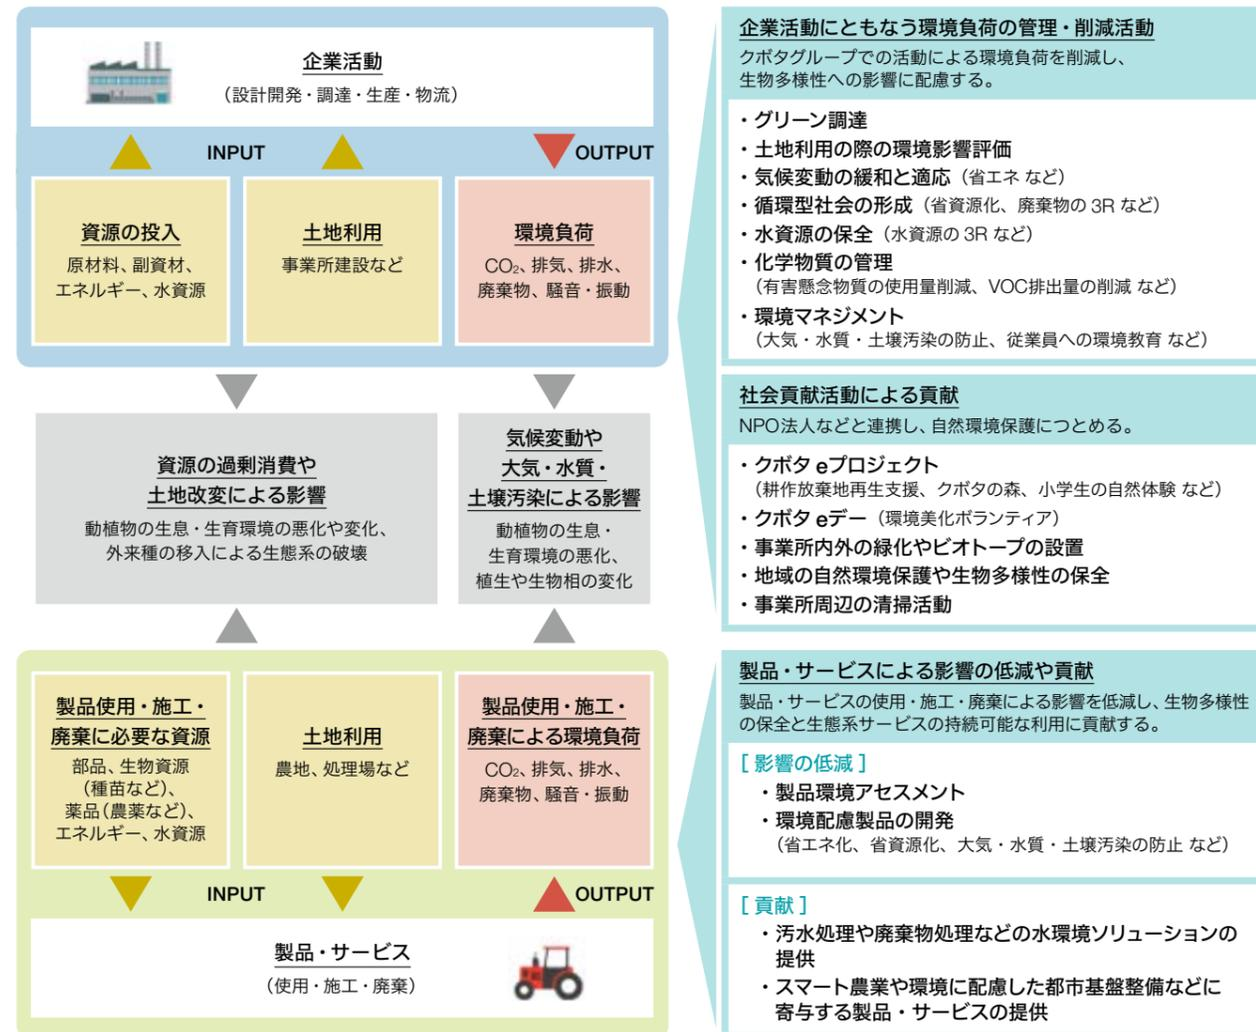 企業活動
（設計開発・調達・生産・物流）
INPUT
OUTPUT
資源の投入
原材料、副資材、
エネルギー、水資源
土地利用
事業所建設など
環境負荷
CO₂、排気、排水、
廃棄物、騒音・振動
資源の過剰消費や
土地改変による影響
動植物の生息・生育環境の悪化や変化、
外来種の移入による生態系の破壊
気候変動や
大気・水質・
土壌汚染による影響
動植物の生息・
生育環境の悪化、
植生や生物相の変化
製品使用・施工・
廃棄に必要な資源
部品、生物資源
（種苗など）、
薬品（農薬など）、
エネルギー、水資源
土地利用
農地、処理場など
製品使用・施工・
廃棄による環境負荷
CO₂、排気、排水、
廃棄物、騒音・振動
INPUT
OUTPUT
製品・サービス
（使用・施工・廃棄）
企業活動にともなう環境負荷の管理・削減活動
クボタグループでの活動による環境負荷を削減し、
生物多様性への影響に配慮する。
・グリーン調達
・土地利用の際の環境影響評価
・気候変動の緩和と適応（省エネ など）
・循環型社会の形成（省資源化、廃棄物の 3R など）
・水資源の保全（水資源の 3R など）
・化学物質の管理
（有害懸念物質の使用量削減、VOC排出量の削減 など）
・環境マネジメント
（大気・水質・土壌汚染の防止、従業員への環境教育 など）
社会貢献活動による貢献
NPO法人などと連携し、自然環境保護につとめる。
・クボタ eプロジェクト
（耕作放棄地再生支援、クボタの森、小学生の自然体験 など）
・クボタ eデー（環境美化ボランティア）
・事業所内外の緑化やビオトープの設置
・地域の自然環境保護や生物多様性の保全
・事業所周辺の清掃活動
製品・サービスによる影響の低減や貢献
製品・サービスの使用・施工・廃棄による影響を低減し、生物多様性
の保全と生態系サービスの持続可能な利用に貢献する。
［ 影響の低減 ］
・製品環境アセスメント
・環境配慮製品の開発
（省エネ化、省資源化、大気・水質・土壌汚染の防止 など）
［ 貢献 ］
・汚水処理や廃棄物処理などの水環境ソリューションの
提供
・スマート農業や環境に配慮した都市基盤整備などに
寄与する製品・サービスの提供